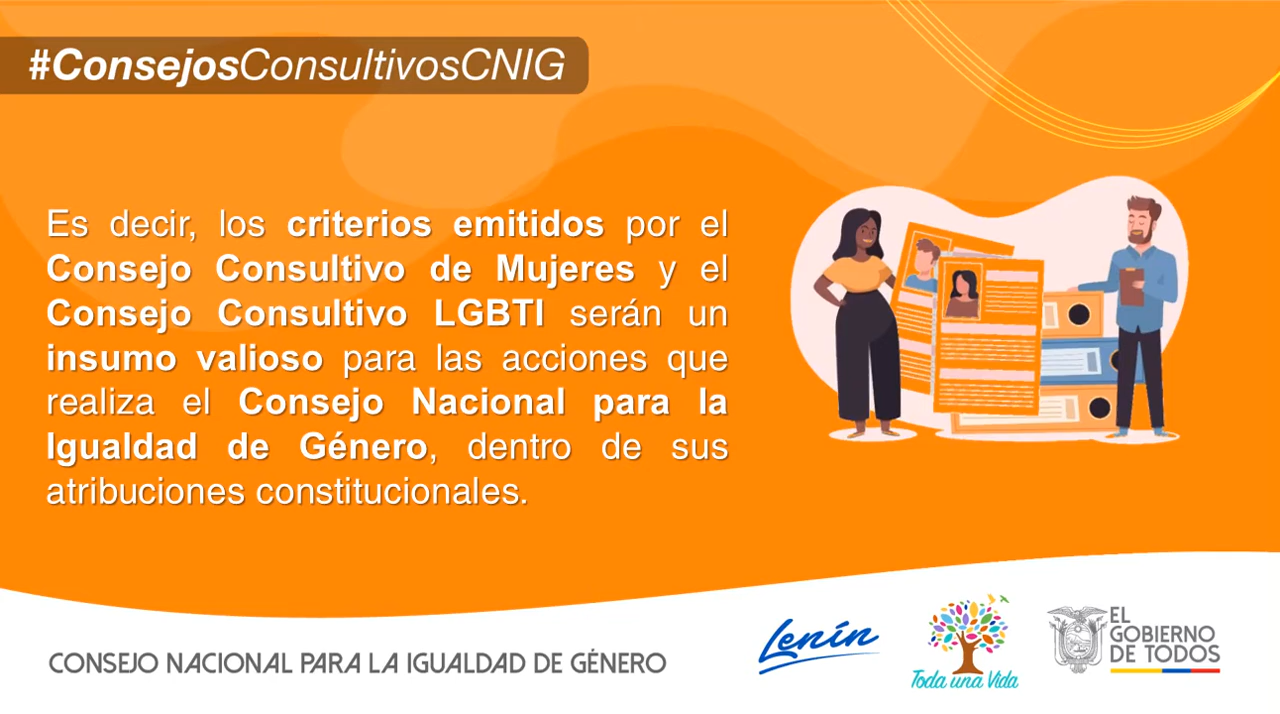 #ConsejosConsultivosCNIG
Es decir, los criterios emitidos por el
Consejo Consultivo de Mujeres y el
Consejo Consultivo LGBTI serán un
insumo valioso para las acciones que
realiza el Consejo Nacional para la
Igualdad de Género, dentro de sus
atribuciones constitucionales.
CONSEJO NACIONAL PARA LA IGUALDAD DE GÉNERO
Lenín
Toda una Vida
EL
GOBIERNO
DE TODOS